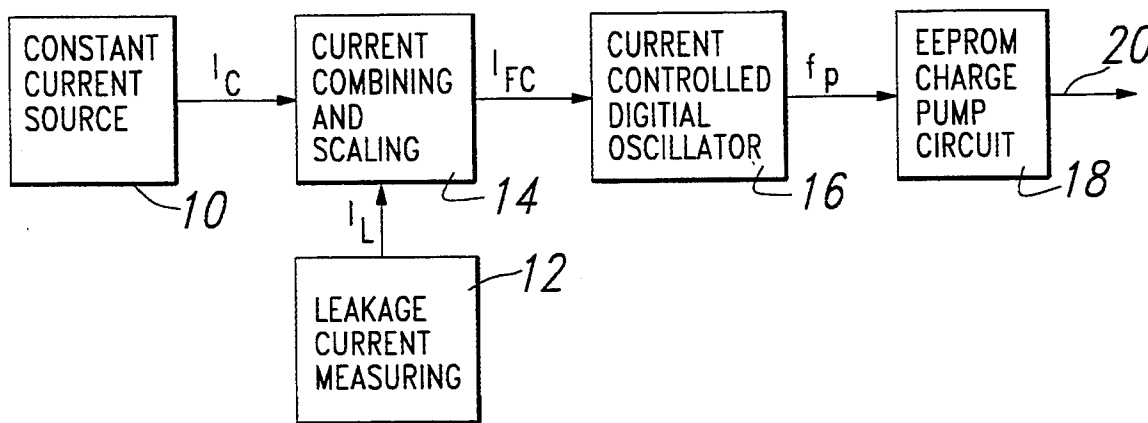 CONSTANT
CURRENT
SOURCE
10
I_C
CURRENT
COMBINING
AND
SCALING
14
I_FC
CURRENT
CONTROLLED
DIGITIAL
OSCILLATOR
16
f_p
EEPROM
CHARGE
PUMP
CIRCUIT
18
20
I_L
LEAKAGE
CURRENT
MEASURING
12